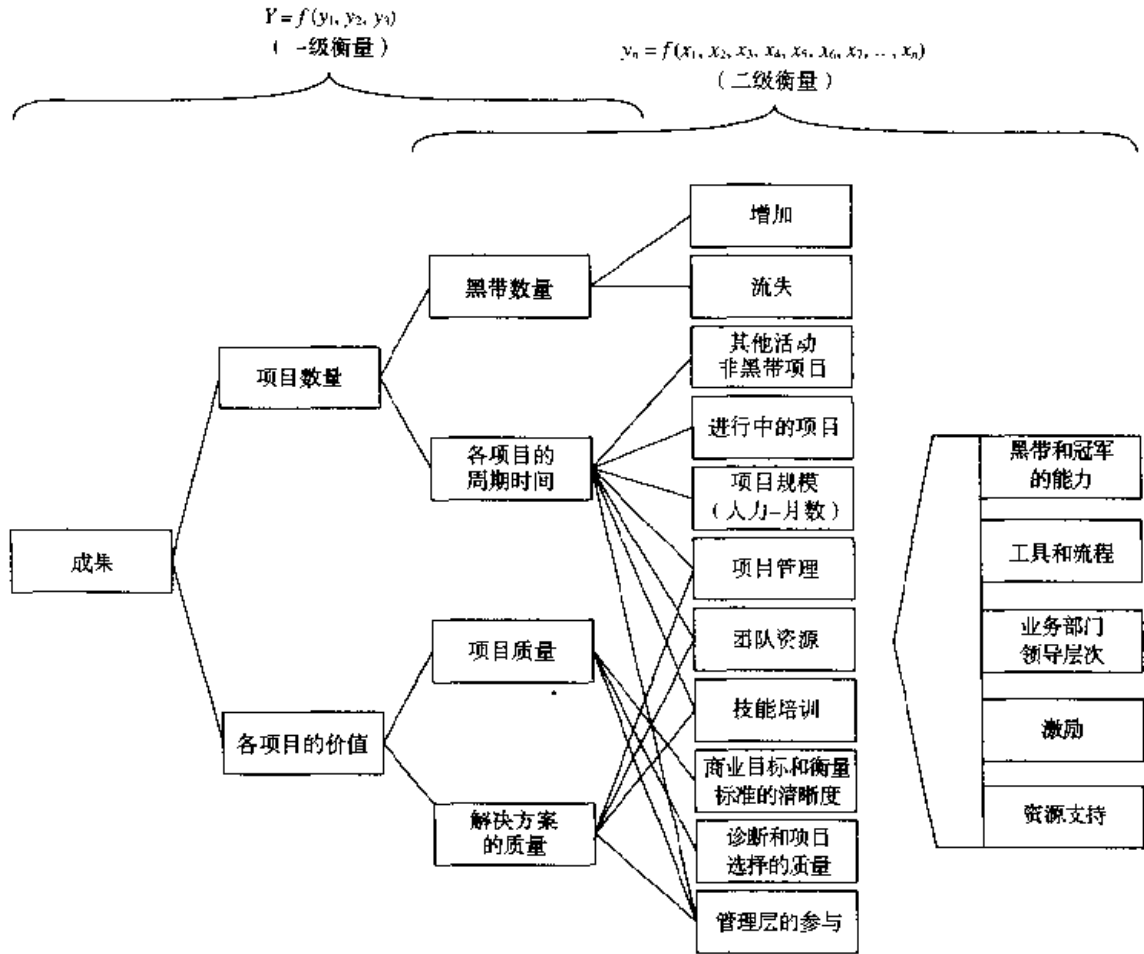 Y = f(y₁, y₂, y₃)
（一级衡量）
yₙ = f(x₁, x₂, x₃, x₄, x₅, x₆, x₇, …, xₙ)
（二级衡量）
成果
项目数量
各项目的价值
黑带数量
各项目的
周期时间
项目质量
解决方案
的质量
增加
流失
其他活动
非黑带项目
进行中的项目
项目规模
（人力–月数）
项目管理
团队资源
技能培训
商业目标和衡量
标准的清晰度
诊断和项目
选择的质量
管理层的参与
黑带和冠军
的能力
工具和流程
业务部门
领导层次
激励
资源支持